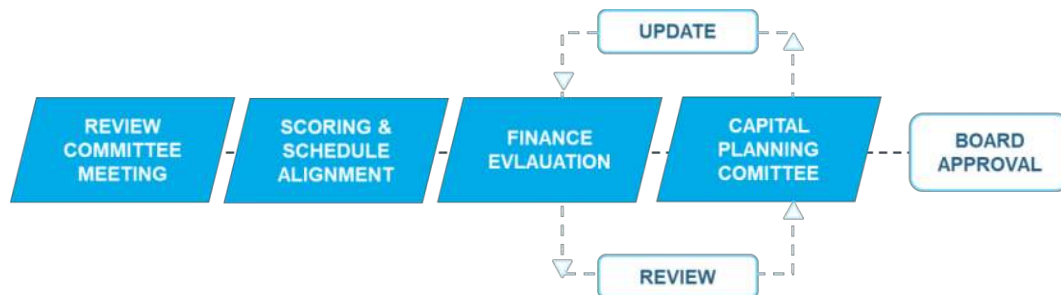 UPDATE
REVIEW
COMMITTEE
MEETING
SCORING &
SCHEDULE
ALIGNMENT
FINANCE
EVLAUATION
CAPITAL
PLANNING
COMITTEE
BOARD
APPROVAL
REVIEW